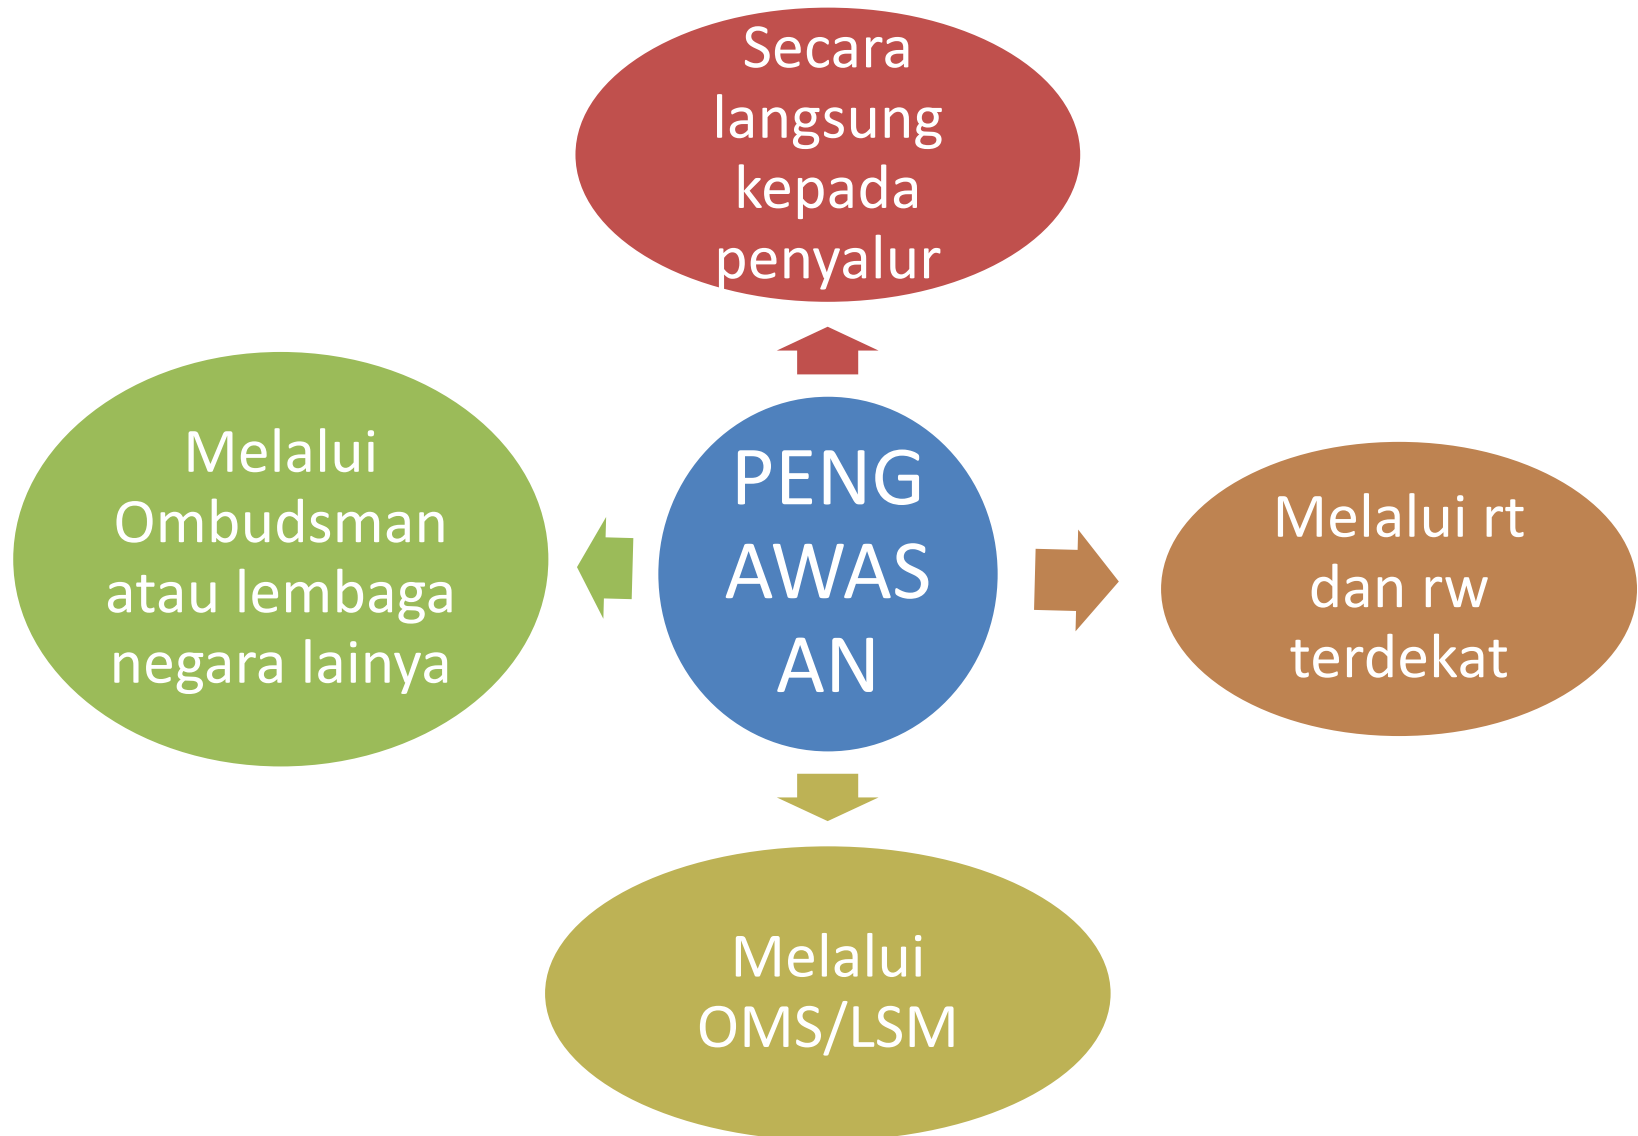 Secara
langsung
kepada
penyalur
Melalui
Ombudsman
atau lembaga
negara lainya
PENG
AWAS
AN
Melalui rt
dan rw
terdekat
Melalui
OMS/LSM